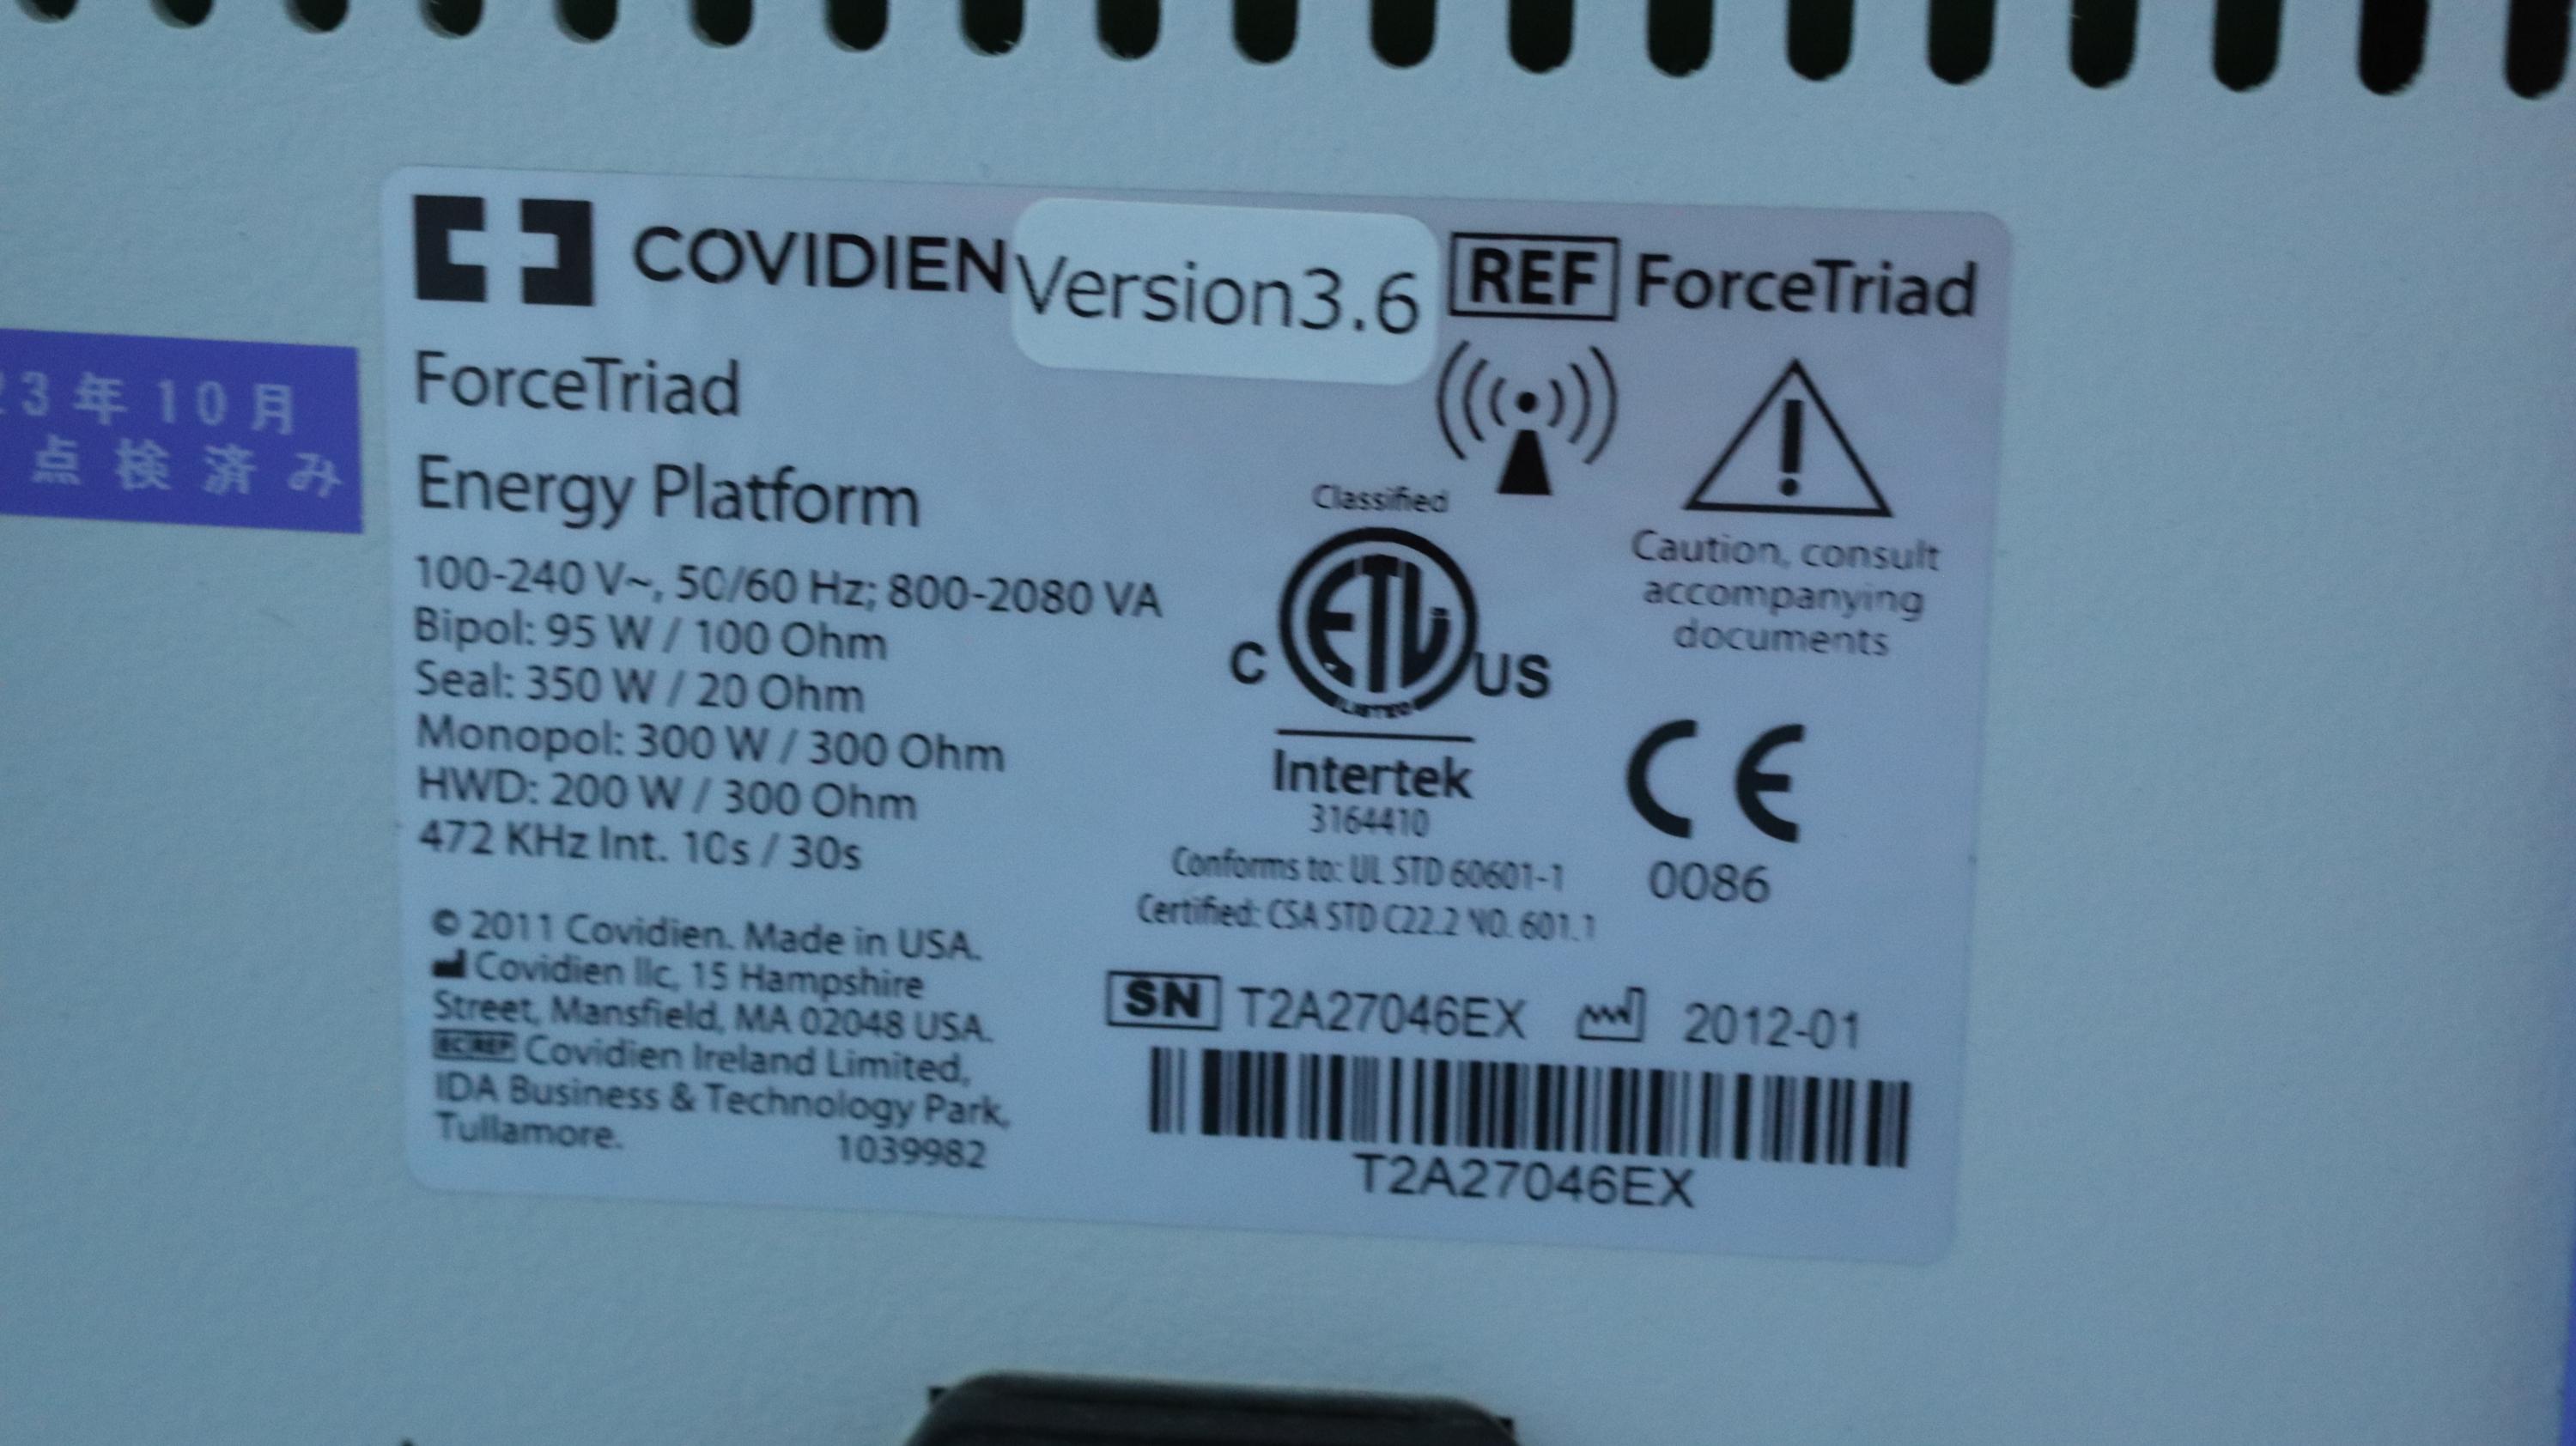 COVIDIEN
Version3.6
REF ForceTriad
ForceTriad
Energy Platform
100-240 V~, 50/60 Hz; 800-2080 VA
Bipol: 95 W / 100 Ohm
Seal: 350 W / 20 Ohm
Monopol: 300 W / 300 Ohm
HWD: 200 W / 300 Ohm
472 KHz Int. 10s / 30s
© 2011 Covidien. Made in USA.
Covidien llc, 15 Hampshire
Street, Mansfield, MA 02048 USA.
EC REP Covidien Ireland Limited,
IDA Business & Technology Park,
Tullamore.
1039982
Classified
C ETL US
LISTED
Intertek
3164410
Conforms to: UL STD 60601-1
Certified: CSA STD C22.2 NO. 601.1
Caution, consult
accompanying
documents
CE
0086
SN T2A27046EX 2012-01
T2A27046EX
3年10月
点検済み